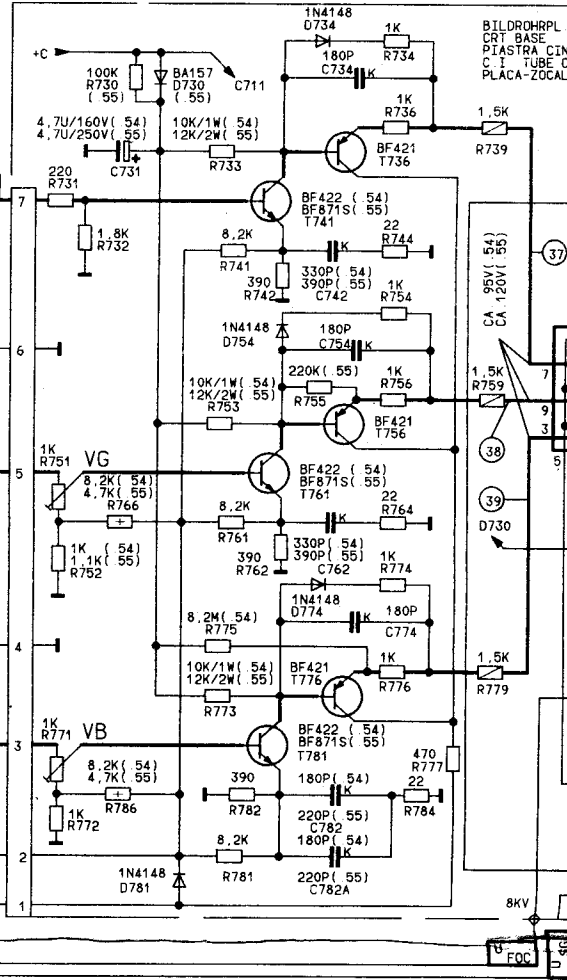 1N4148
D734
1K
R734
180P
C734 K
BILDROHRPL
CRT BASE
PIASTRA CIN
C.I. TUBE C
PLACA-ZOCAL
+C
100K
R730
(.55)
BA157
D730
(.55)
C711
1K
R736
1,5K
R739
4,7U/160V(.54)
4,7U/250V(.55)
C731
+
10K/1W(.54)
12K/2W(.55)
R733
BF421
T736
220
R731
7
1,8K
R732
BF422 (.54)
BF871S(.55)
T741
8,2K
R741
K
22
R744
390
R742
330P(.54)
390P(.55)
C742
1K
R754
CA. 95V(.54)
CA.120V(.55)
37
1N4148
D754
180P
C754 K
6
220K(.55)
R755
1K
R756
1,5K
R759
7
9
3
5
10K/1W(.54)
12K/2W(.55)
R753
BF421
T756
38
5
1K
R751
VG
8,2K(.54)
4,7K(.55)
R766
BF422 (.54)
BF871S(.55)
T761
8,2K
R761
K
22
R764
39
D730
1K (.54)
1,1K(.55)
R752
390
R762
330P(.54)
390P(.55)
C762
1K
R774
1N4148
D774
180P
K
C774
4
8,2M(.54)
R775
10K/1W(.54)
12K/2W(.55)
R773
BF421
T776
1K
R776
1,5K
R779
3
1K
R771
VB
BF422 (.54)
BF871S(.55)
T781
470
R777
8,2K(.54)
4,7K(.55)
R786
390
R782
180P(.54)
K
220P(.55)
C782
22
R784
1K
R772
2
8,2K
R781
180P(.54)
K
220P(.55)
C782A
1N4148
D781
1
8KV
FOC